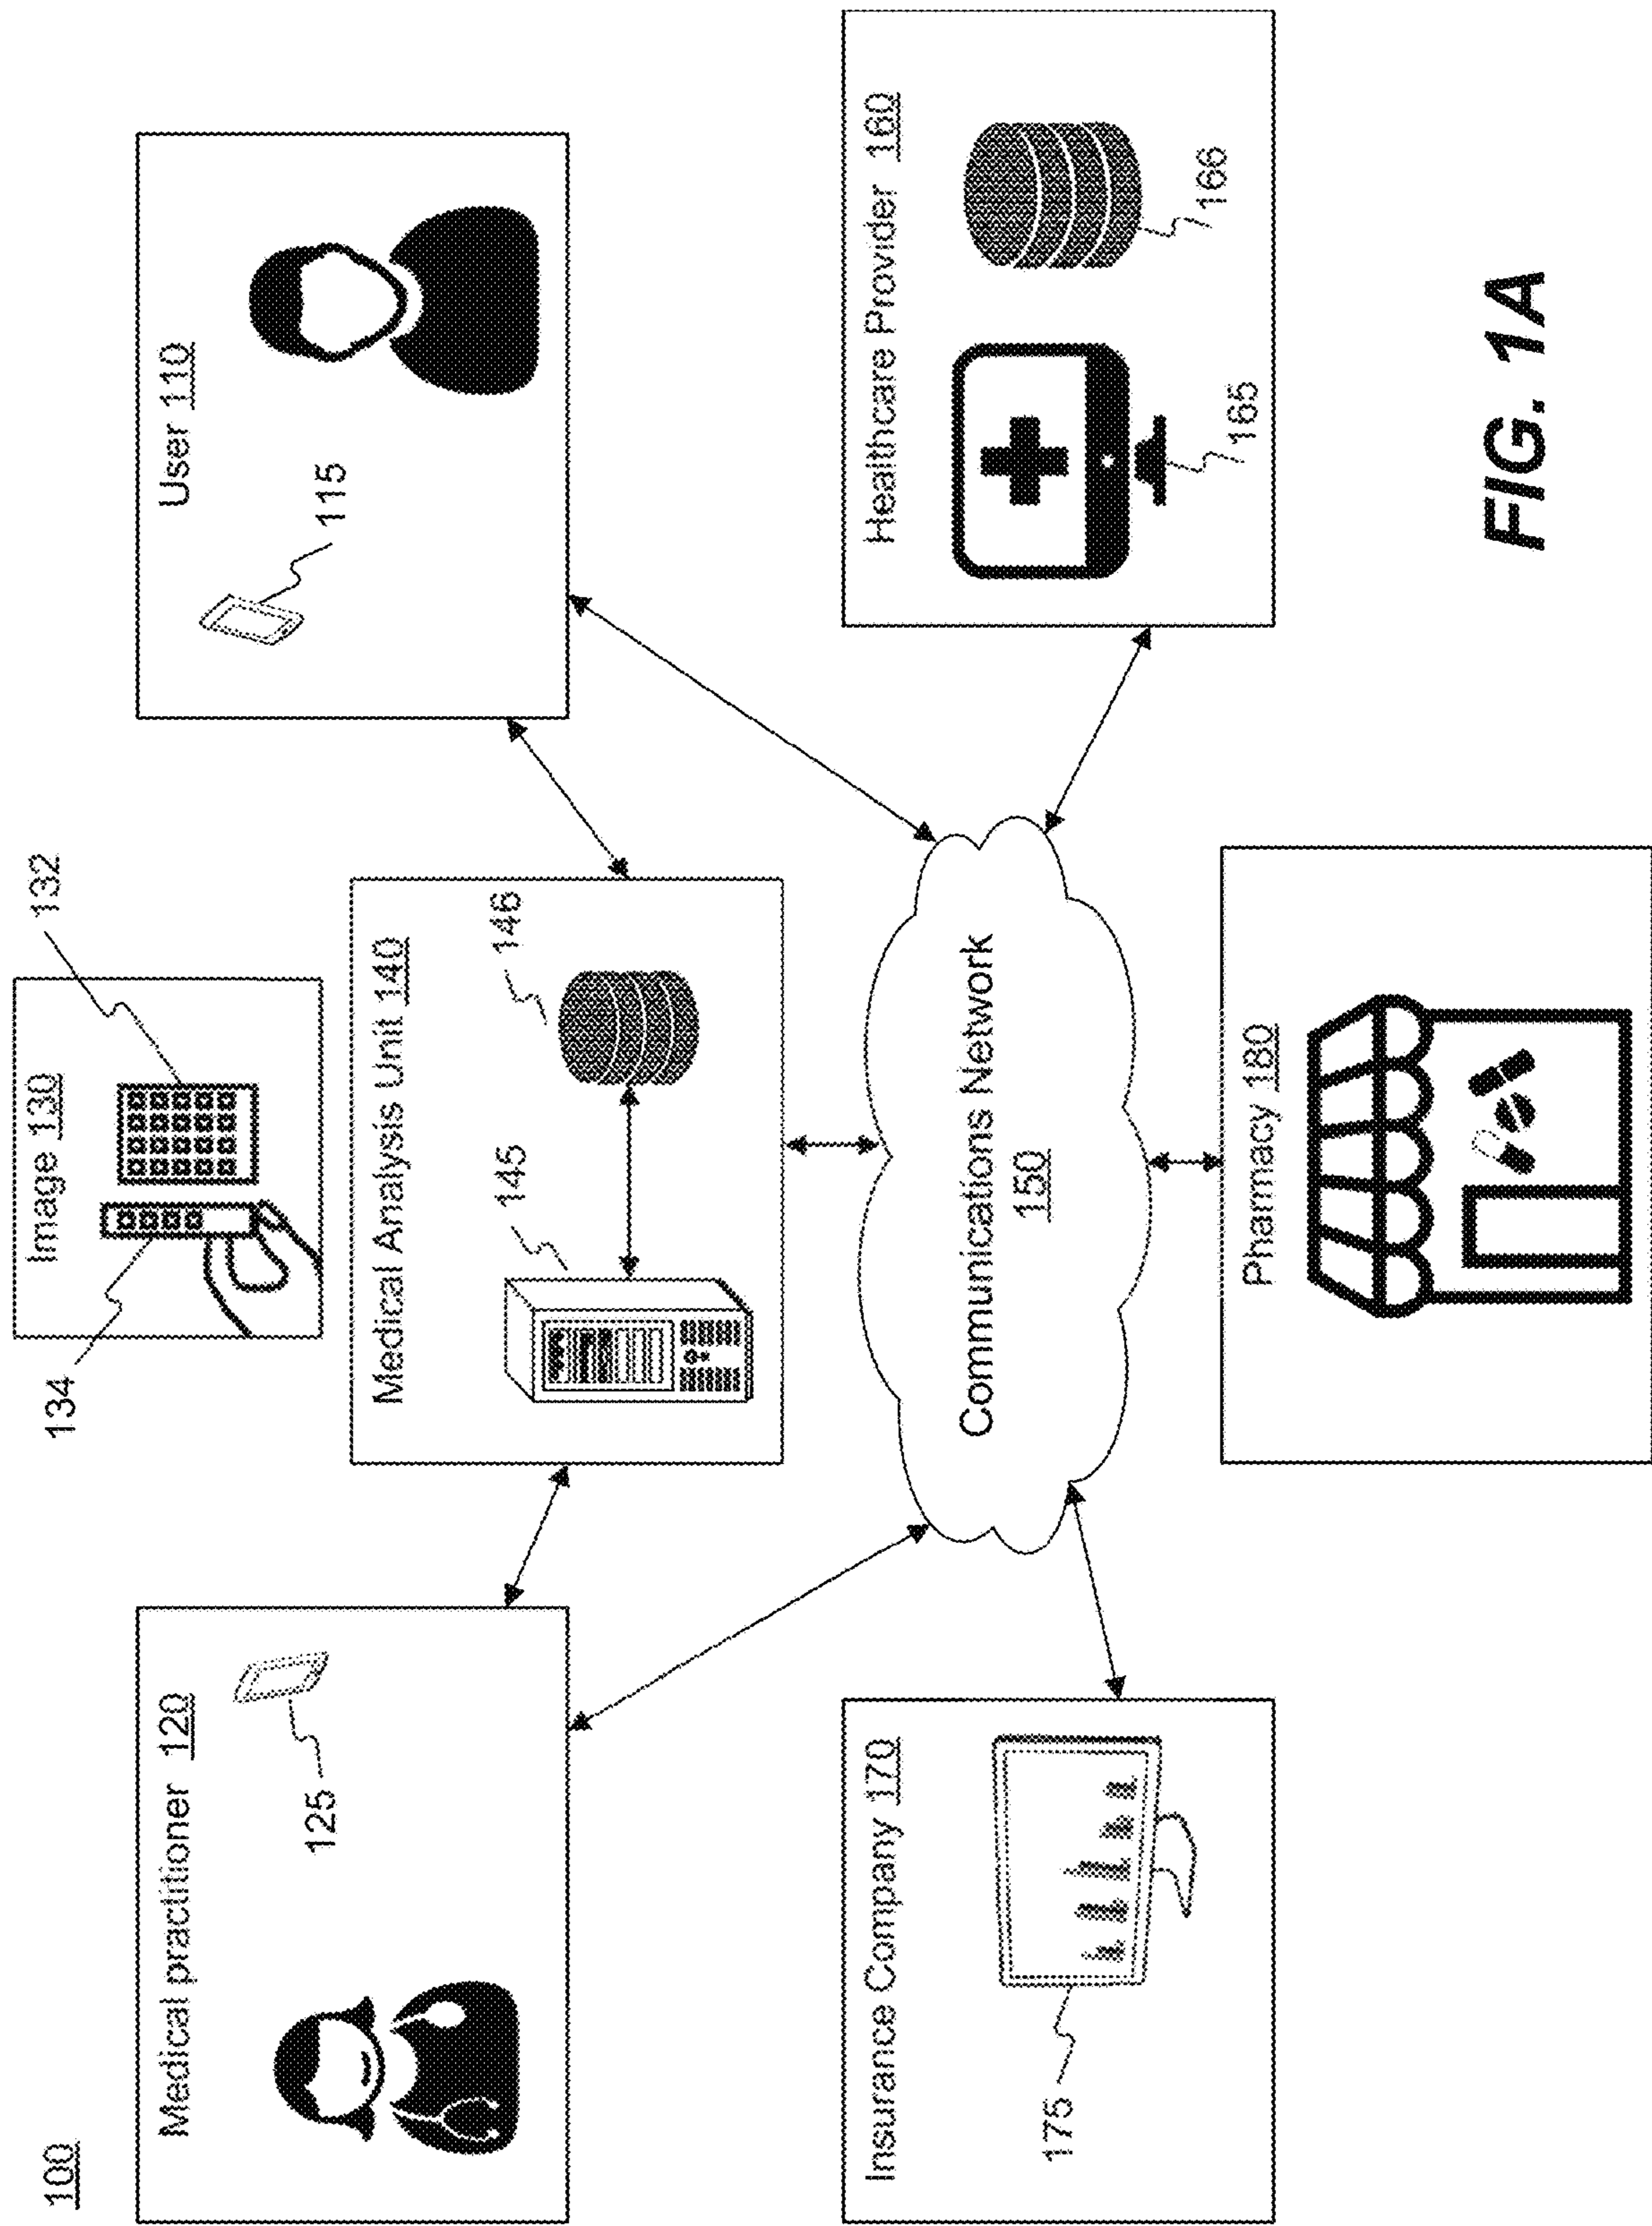 100
134
Image 130
132
Medical practitioner 120
125
Medical Analysis Unit 140
145
146
User 110
115
Communications Network
150
Insurance Company 170
175
Pharmacy 180
Healthcare Provider 160
165
166
FIG. 1A